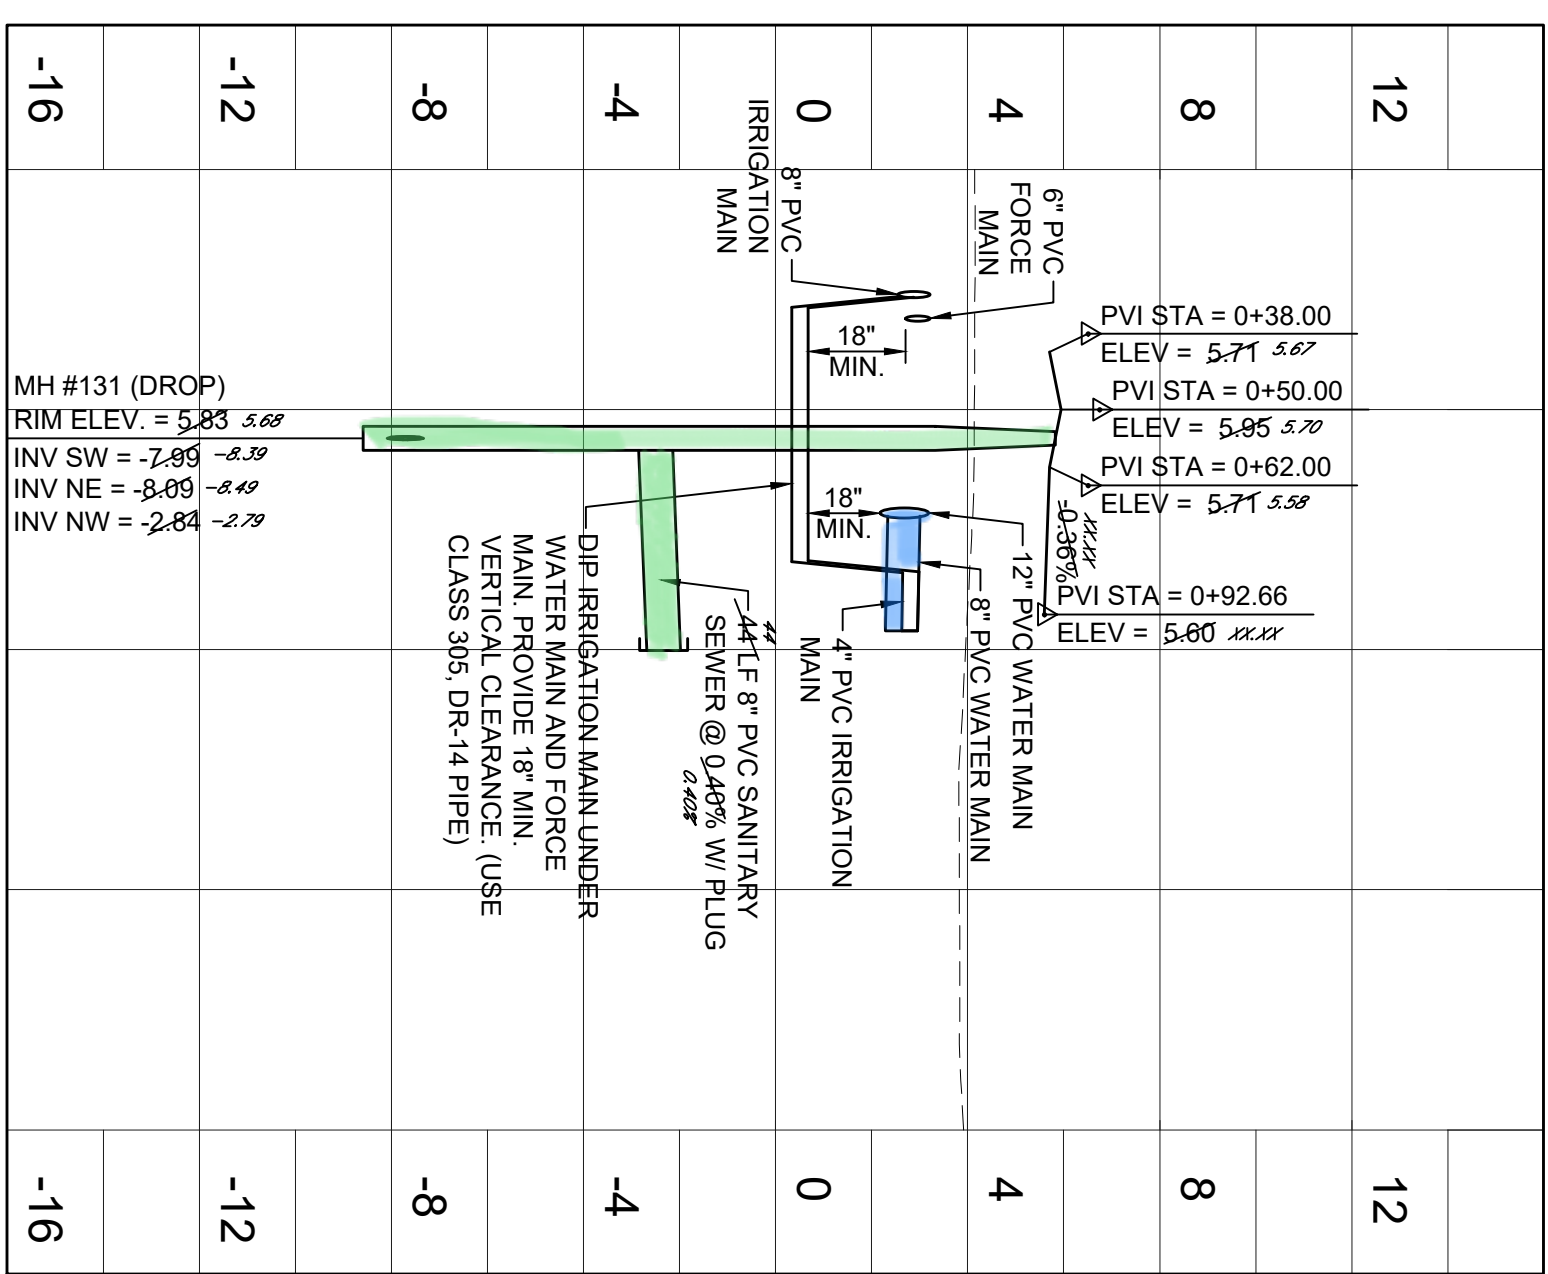 -16
-12
-8
-4
0
4
8
12
8" PVC
IRRIGATION
MAIN
6" PVC
FORCE
MAIN
PVI STA = 0+38.00
ELEV = 5.71 5.67
PVI STA = 0+50.00
ELEV = 5.95 5.70
PVI STA = 0+62.00
ELEV = 5.71 5.58
XX.XX
-0.36%
PVI STA = 0+92.66
ELEV = 5.60 XX.XX
18"
MIN.
18"
MIN.
MH #131 (DROP)
RIM ELEV. = 5.83 5.68
INV SW = -7.99 -8.39
INV NE = -8.09 -8.49
INV NW = -2.84 -2.79
12" PVC WATER MAIN
8" PVC WATER MAIN
4" PVC IRRIGATION
MAIN
44
44 LF 8" PVC SANITARY
SEWER @ 0.40% W/ PLUG
0.40%
DIP IRRIGATION MAIN UNDER
WATER MAIN AND FORCE
MAIN. PROVIDE 18" MIN.
VERTICAL CLEARANCE. (USE
CLASS 305, DR-14 PIPE)
-16
-12
-8
-4
0
4
8
12